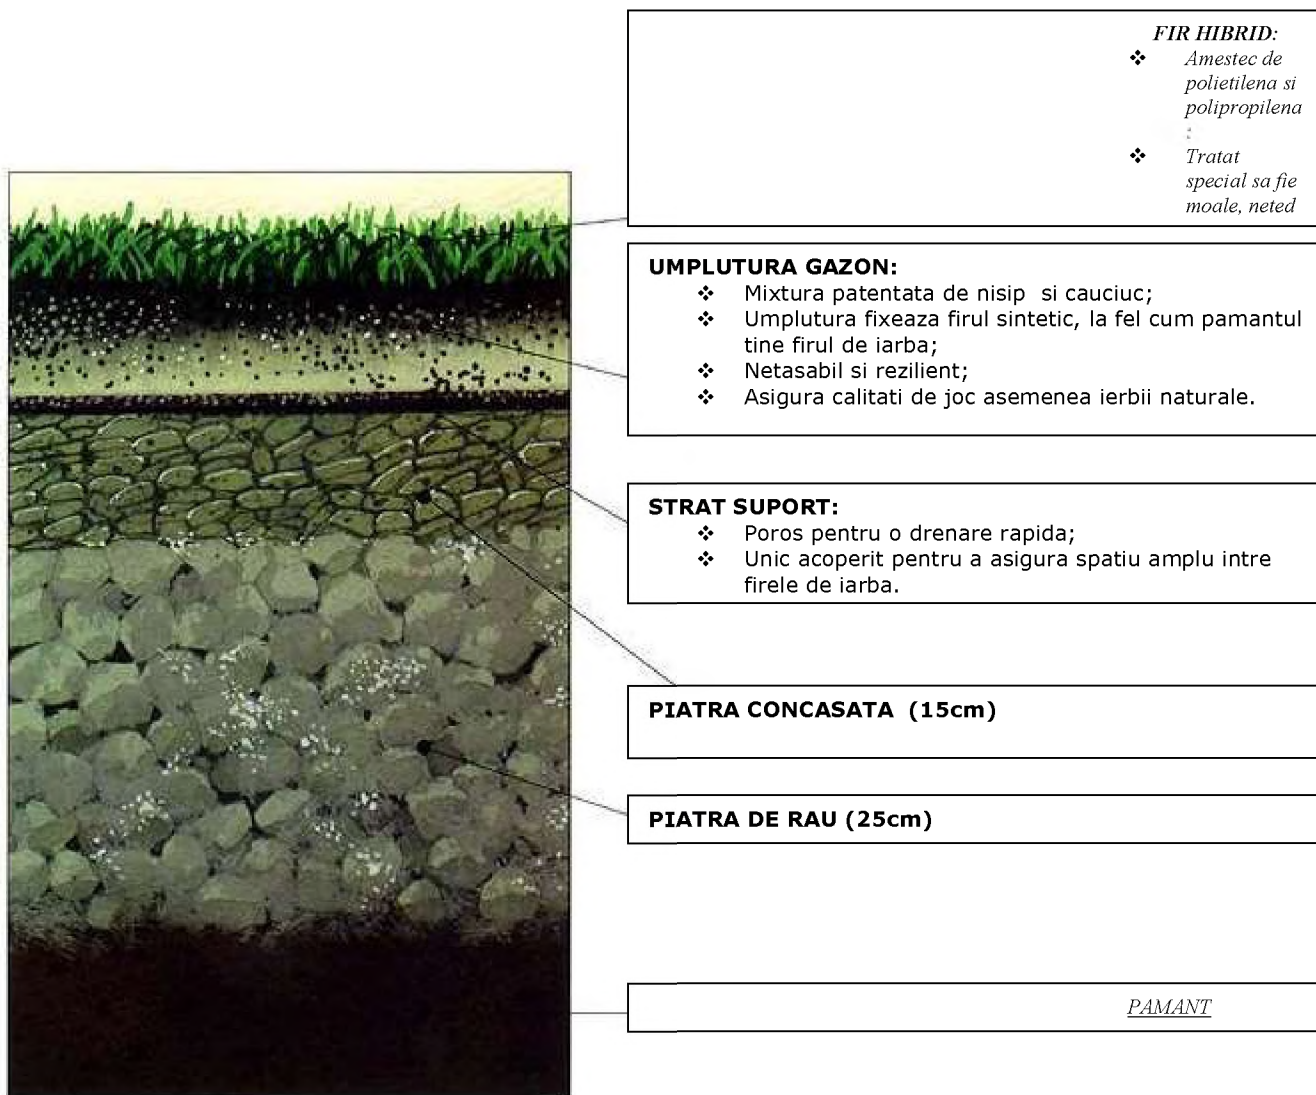 FIR HIBRID:
❖ Amestec de
polietilena si
polipropilena
;
❖ Tratat
special sa fie
moale, neted
UMPLUTURA GAZON:
❖ Mixtura patentata de nisip si cauciuc;
❖ Umplutura fixeaza firul sintetic, la fel cum pamantul
tine firul de iarba;
❖ Netasabil si rezilient;
❖ Asigura calitati de joc asemenea ierbii naturale.
STRAT SUPORT:
❖ Poros pentru o drenare rapida;
❖ Unic acoperit pentru a asigura spatiu amplu intre
firele de iarba.
PIATRA CONCASATA (15cm)
PIATRA DE RAU (25cm)
PAMANT